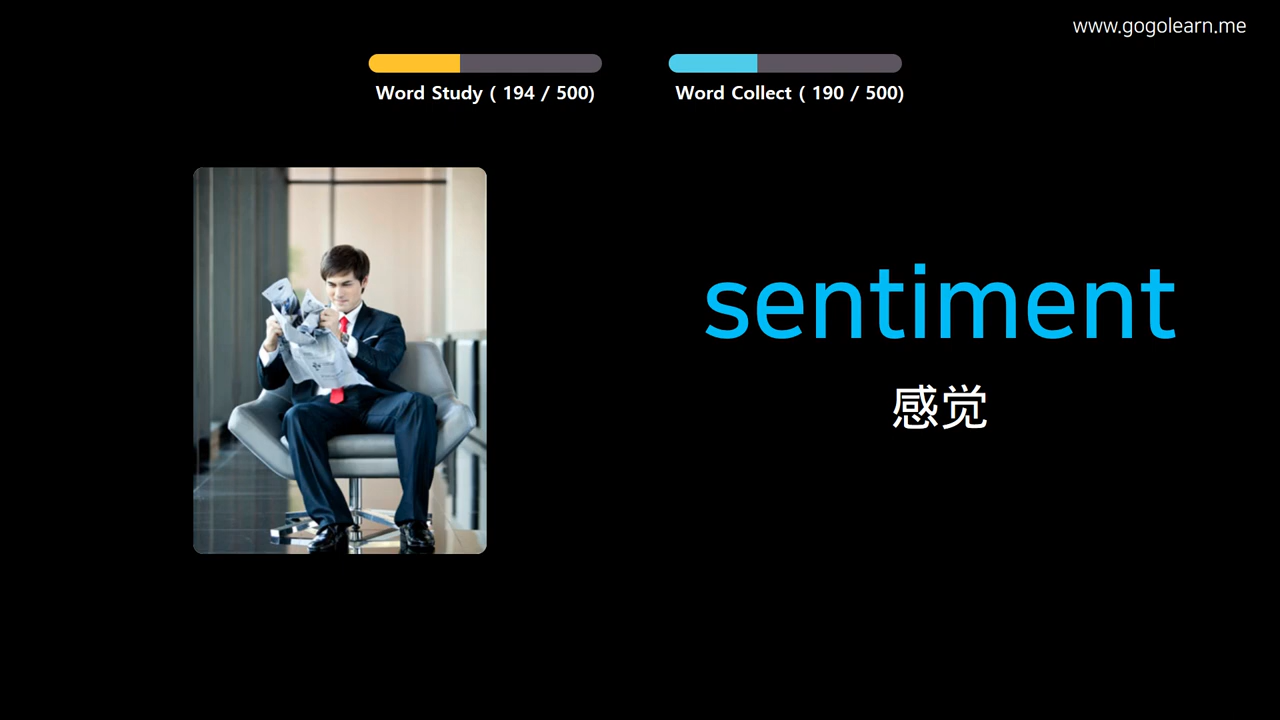 www.gogolearn.me
Word Study ( 194 / 500)
Word Collect ( 190 / 500)
sentiment
感觉